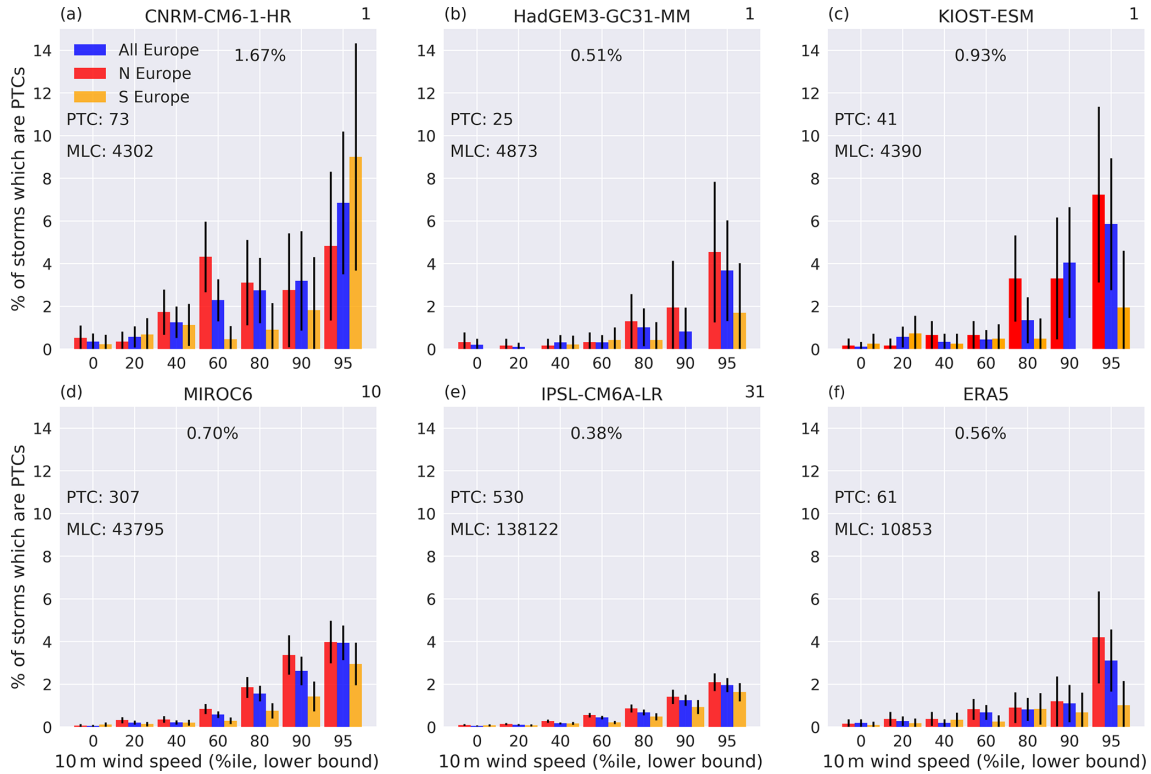 (a) CNRM-CM6-1-HR 1
(b) HadGEM3-GC31-MM 1
(c) KIOST-ESM 1
% of storms which are PTCs
14
12
10
8
6
4
2
0
All Europe
N Europe
S Europe
1.67%
PTC: 73
MLC: 4302
0 20 40 60 80 90 95
14
12
10
8
6
4
2
0
0.51%
PTC: 25
MLC: 4873
0 20 40 60 80 90 95
14
12
10
8
6
4
2
0
0.93%
PTC: 41
MLC: 4390
0 20 40 60 80 90 95
(d) MIROC6 10
(e) IPSL-CM6A-LR 31
(f) ERA5
% of storms which are PTCs
14
12
10
8
6
4
2
0
0.70%
PTC: 307
MLC: 43795
0 20 40 60 80 90 95
10 m wind speed (%ile, lower bound)
14
12
10
8
6
4
2
0
0.38%
PTC: 530
MLC: 138122
0 20 40 60 80 90 95
10 m wind speed (%ile, lower bound)
14
12
10
8
6
4
2
0
0.56%
PTC: 61
MLC: 10853
0 20 40 60 80 90 95
10 m wind speed (%ile, lower bound)